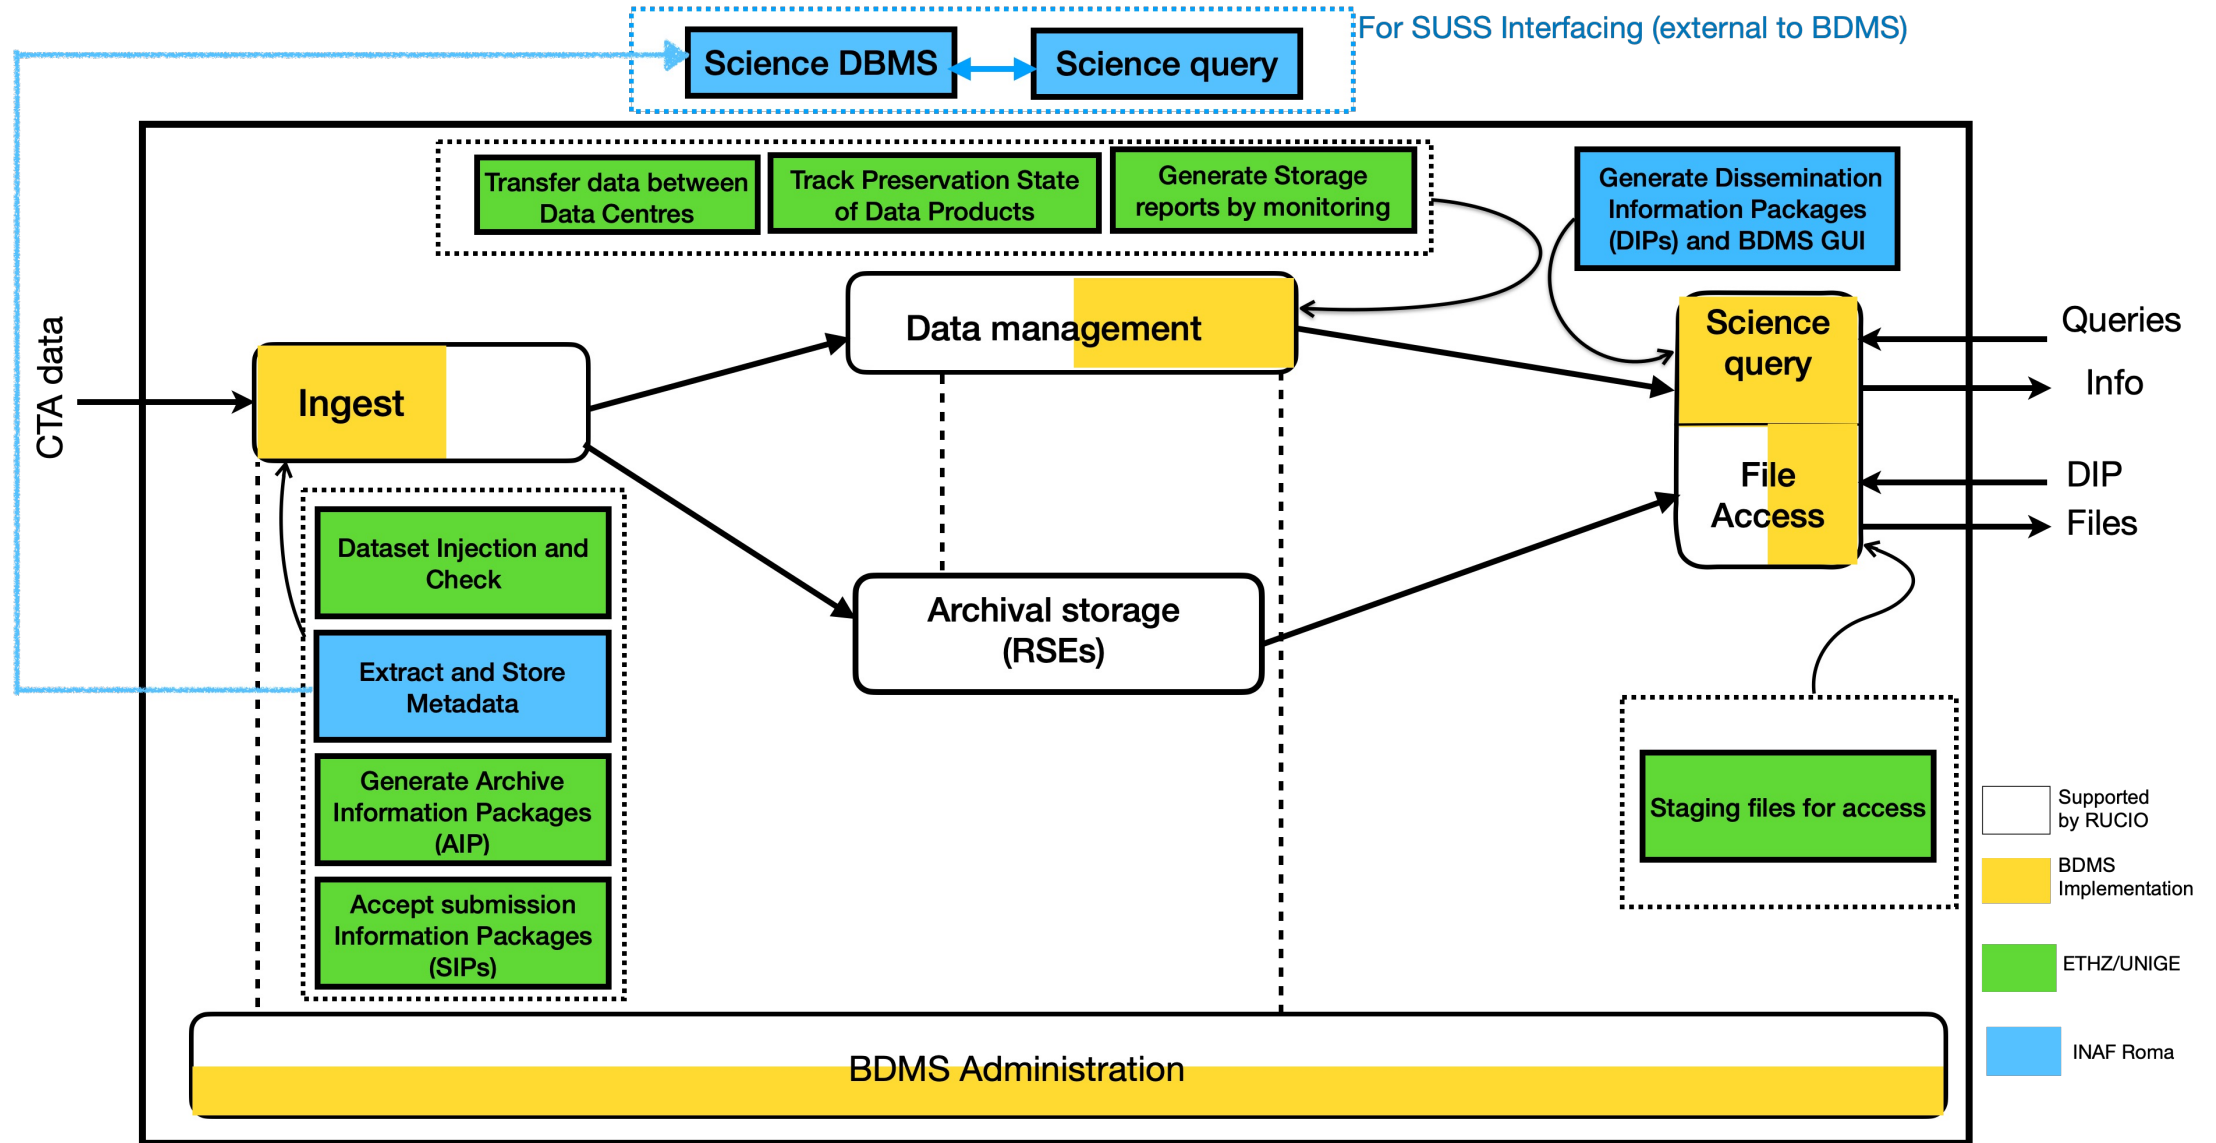 For SUSS Interfacing (external to BDMS)
Science DBMS
Science query
Transfer data between
Data Centres
Track Preservation State
of Data Products
Generate Storage
reports by monitoring
Generate Dissemination
Information Packages
(DIPs) and BDMS GUI
CTA data
Ingest
Data management
Science
query
File
Access
Queries
Info
DIP
Files
Dataset Injection and
Check
Extract and Store
Metadata
Generate Archive
Information Packages
(AIP)
Accept submission
Information Packages
(SIPs)
Archival storage
(RSEs)
Staging files for access
Supported
by RUCIO
BDMS
Implementation
ETHZ/UNIGE
INAF Roma
BDMS Administration